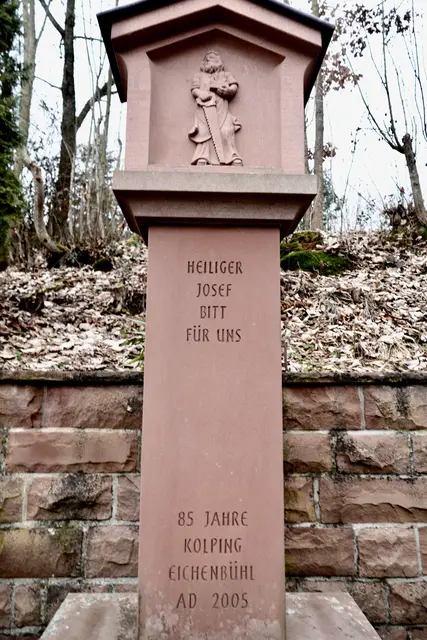 HEILIGER
JOSEF
BITT
FÜR UNS
85 JAHRE
KOLPING
EICHENBÜHL
AD 2005